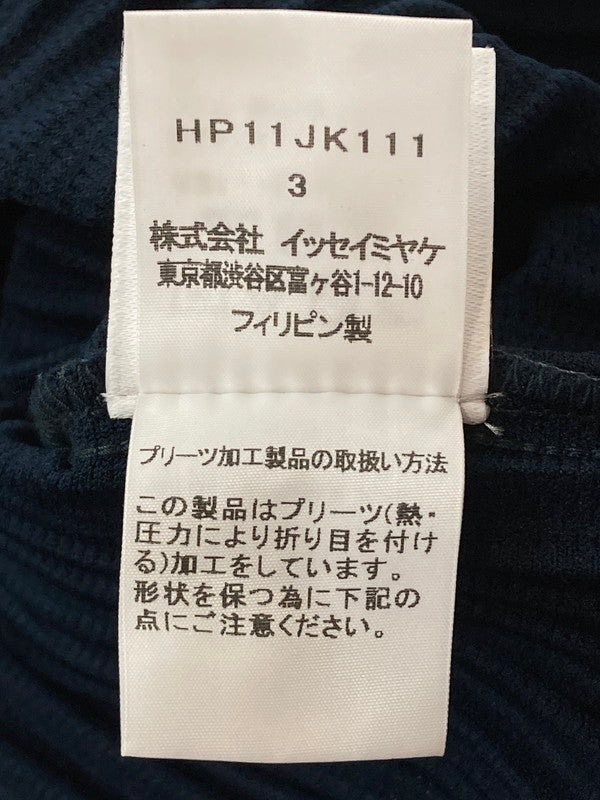 HP11JK111
3
株式会社 イッセイミヤケ
東京都渋谷区富ヶ谷1-12-10
フィリピン製
プリーツ加工製品の取扱い方法
この製品はプリーツ(熱・
圧力により折り目を付け
る)加工をしています。
形状を保つ為に下記の
点にご注意ください。